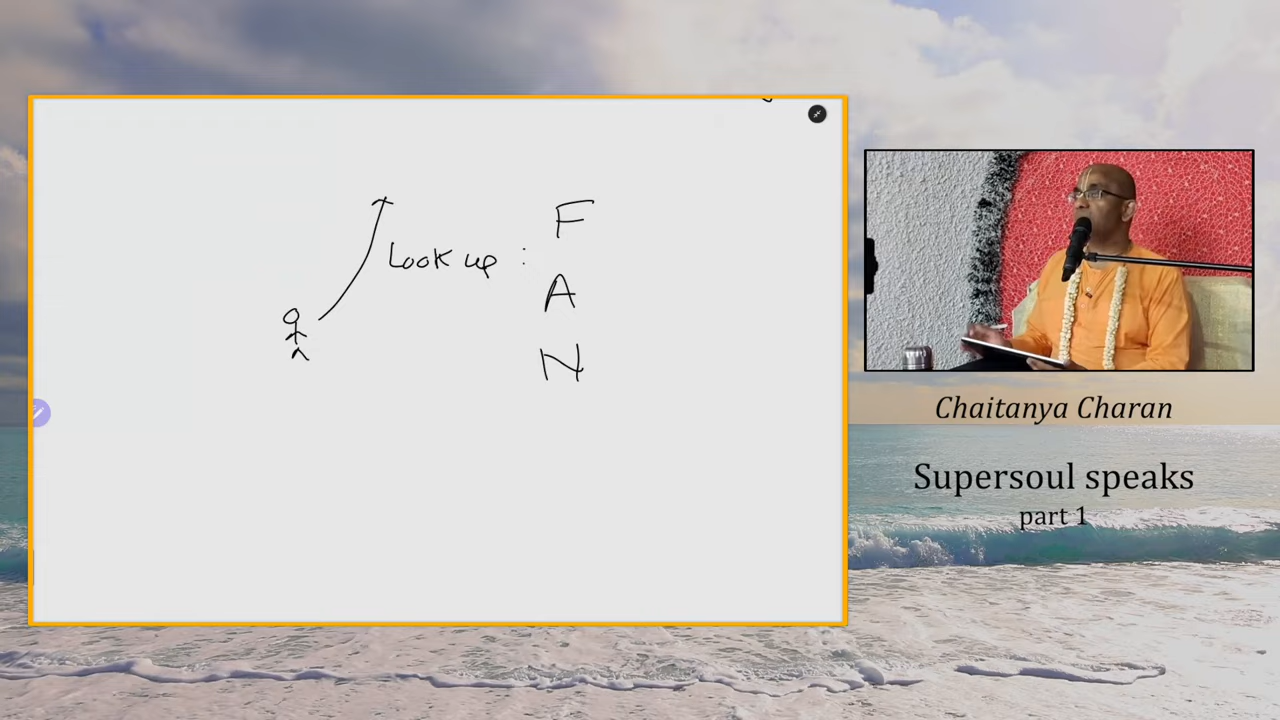 F
Look up :
A
N
Chaitanya Charan
Supersoul speaks
part 1